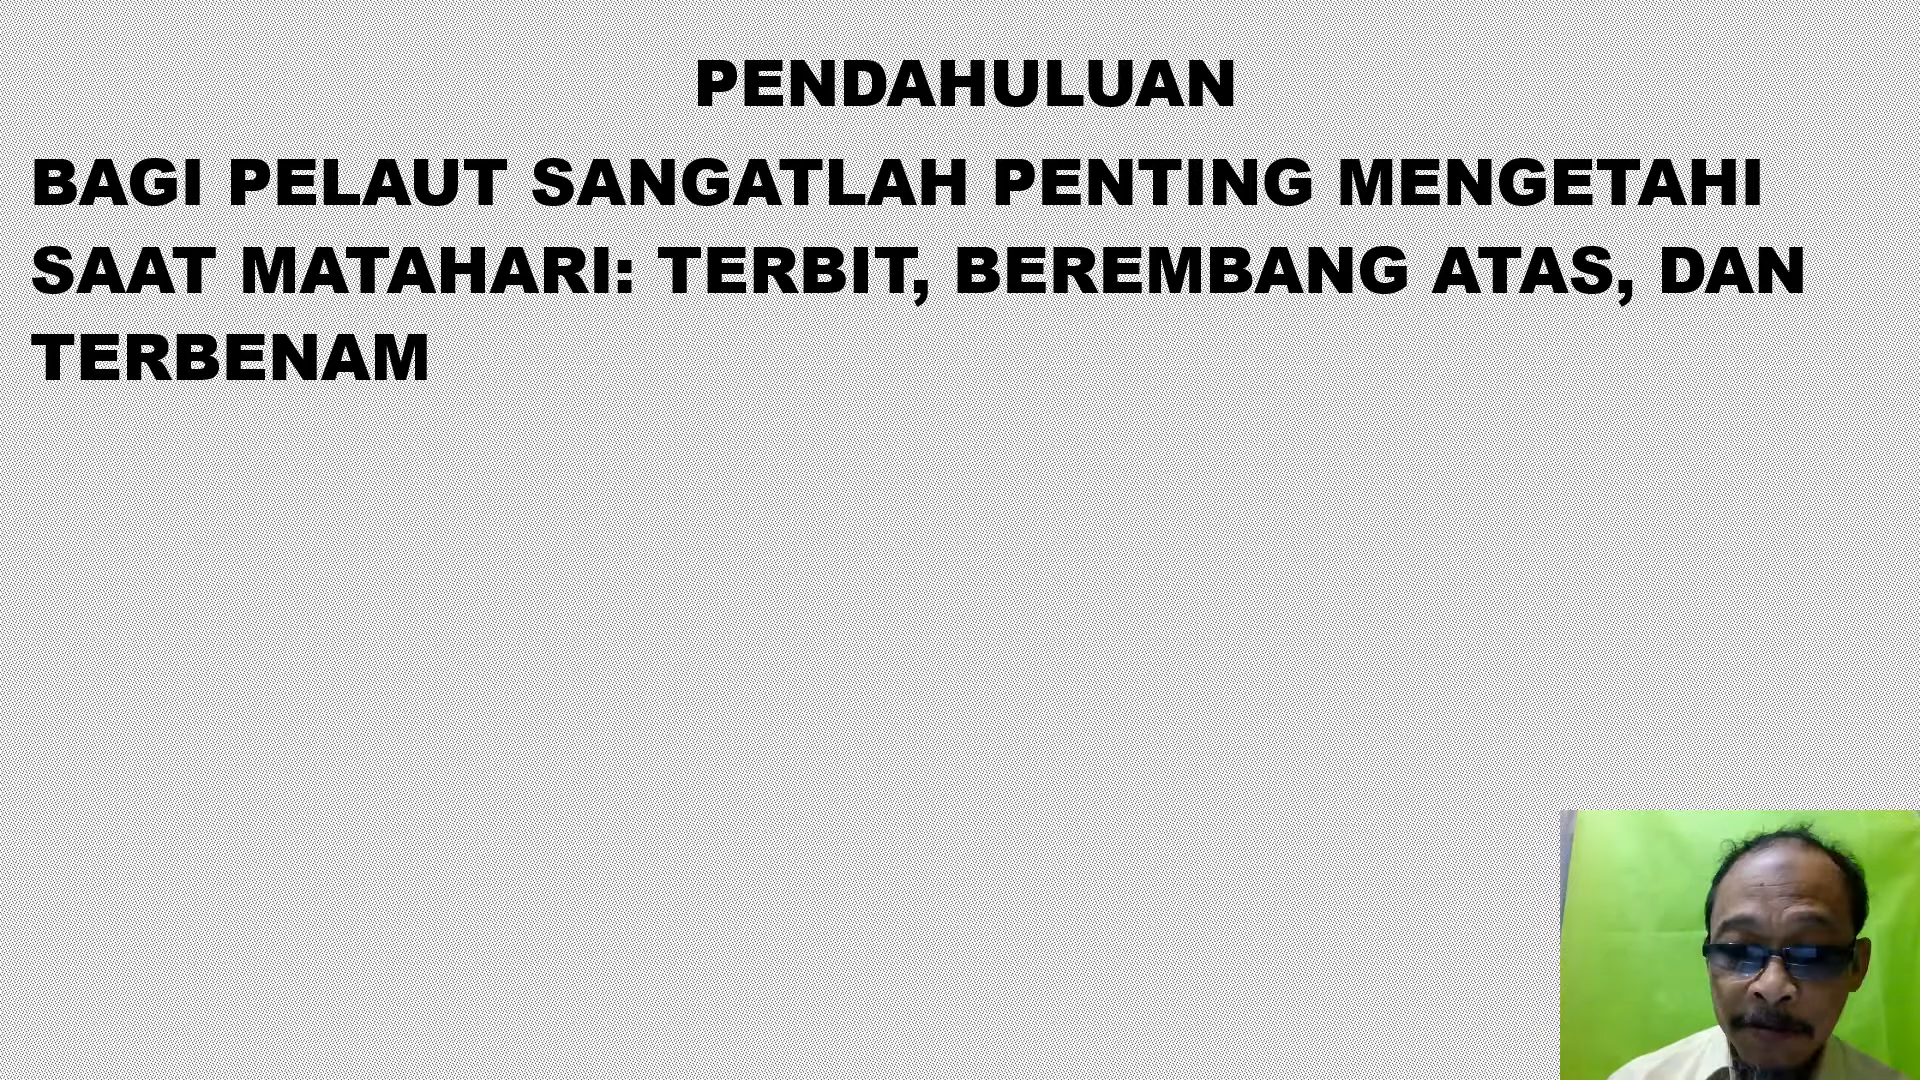 PENDAHULUAN
BAGI PELAUT SANGATLAH PENTING MENGETAHI
SAAT MATAHARI: TERBIT, BEREMBANG ATAS, DAN
TERBENAM